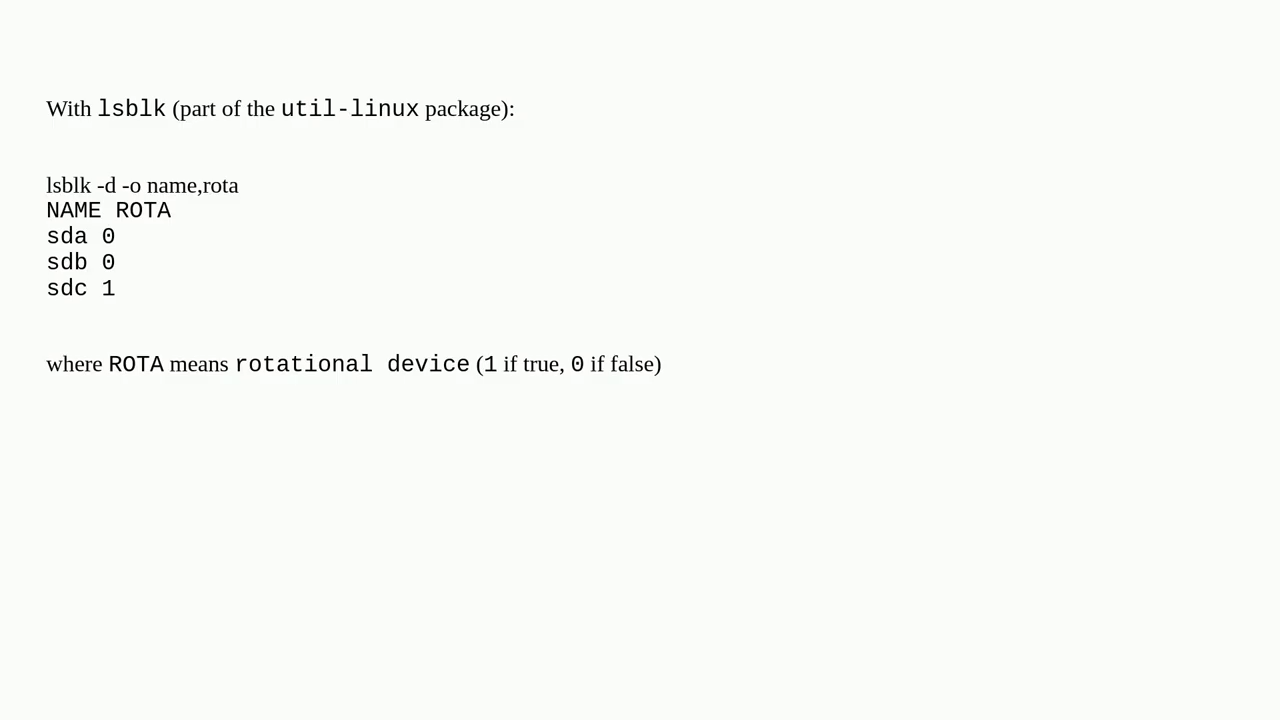 With lsblk (part of the util-linux package):
lsblk -d -o name,rota
NAME ROTA
sda 0
sdb 0
sdc 1
where ROTA means rotational device (1 if true, 0 if false)